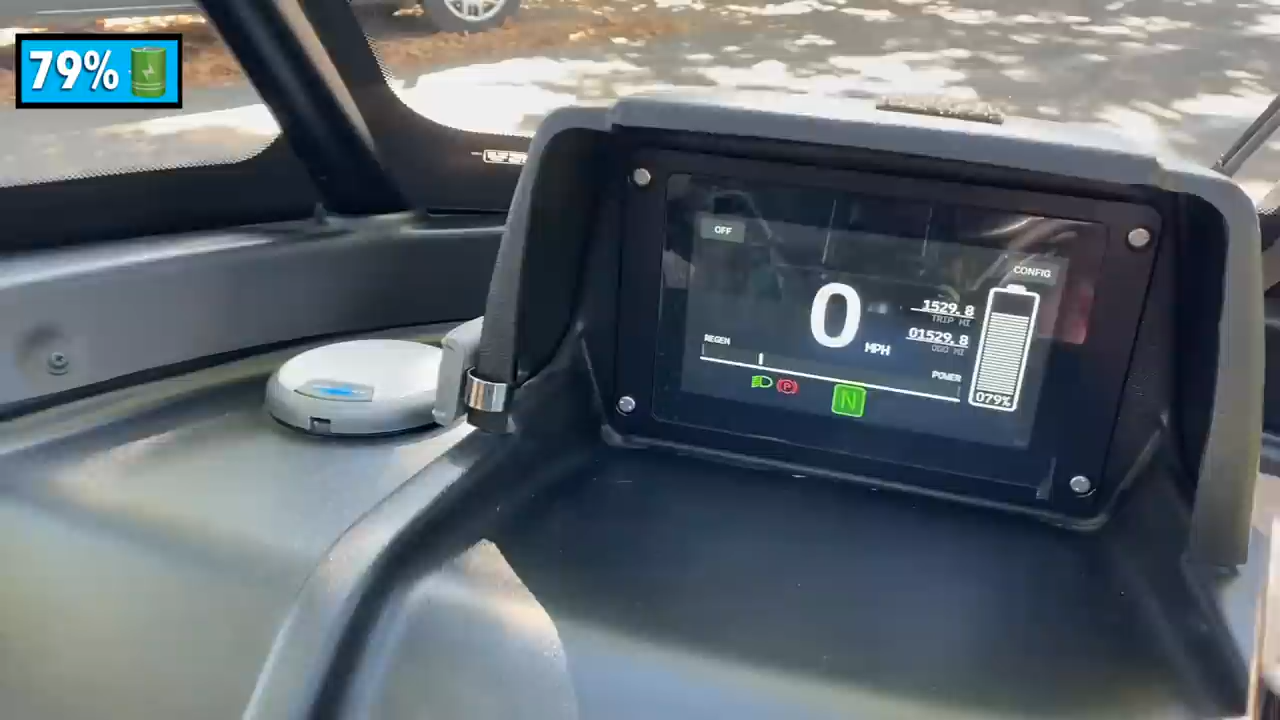 79%
OFF
CONFIG
0
MPH
1529.8
TRIP MI
01529.8
ODO MI
REGEN
POWER
P
N
079%